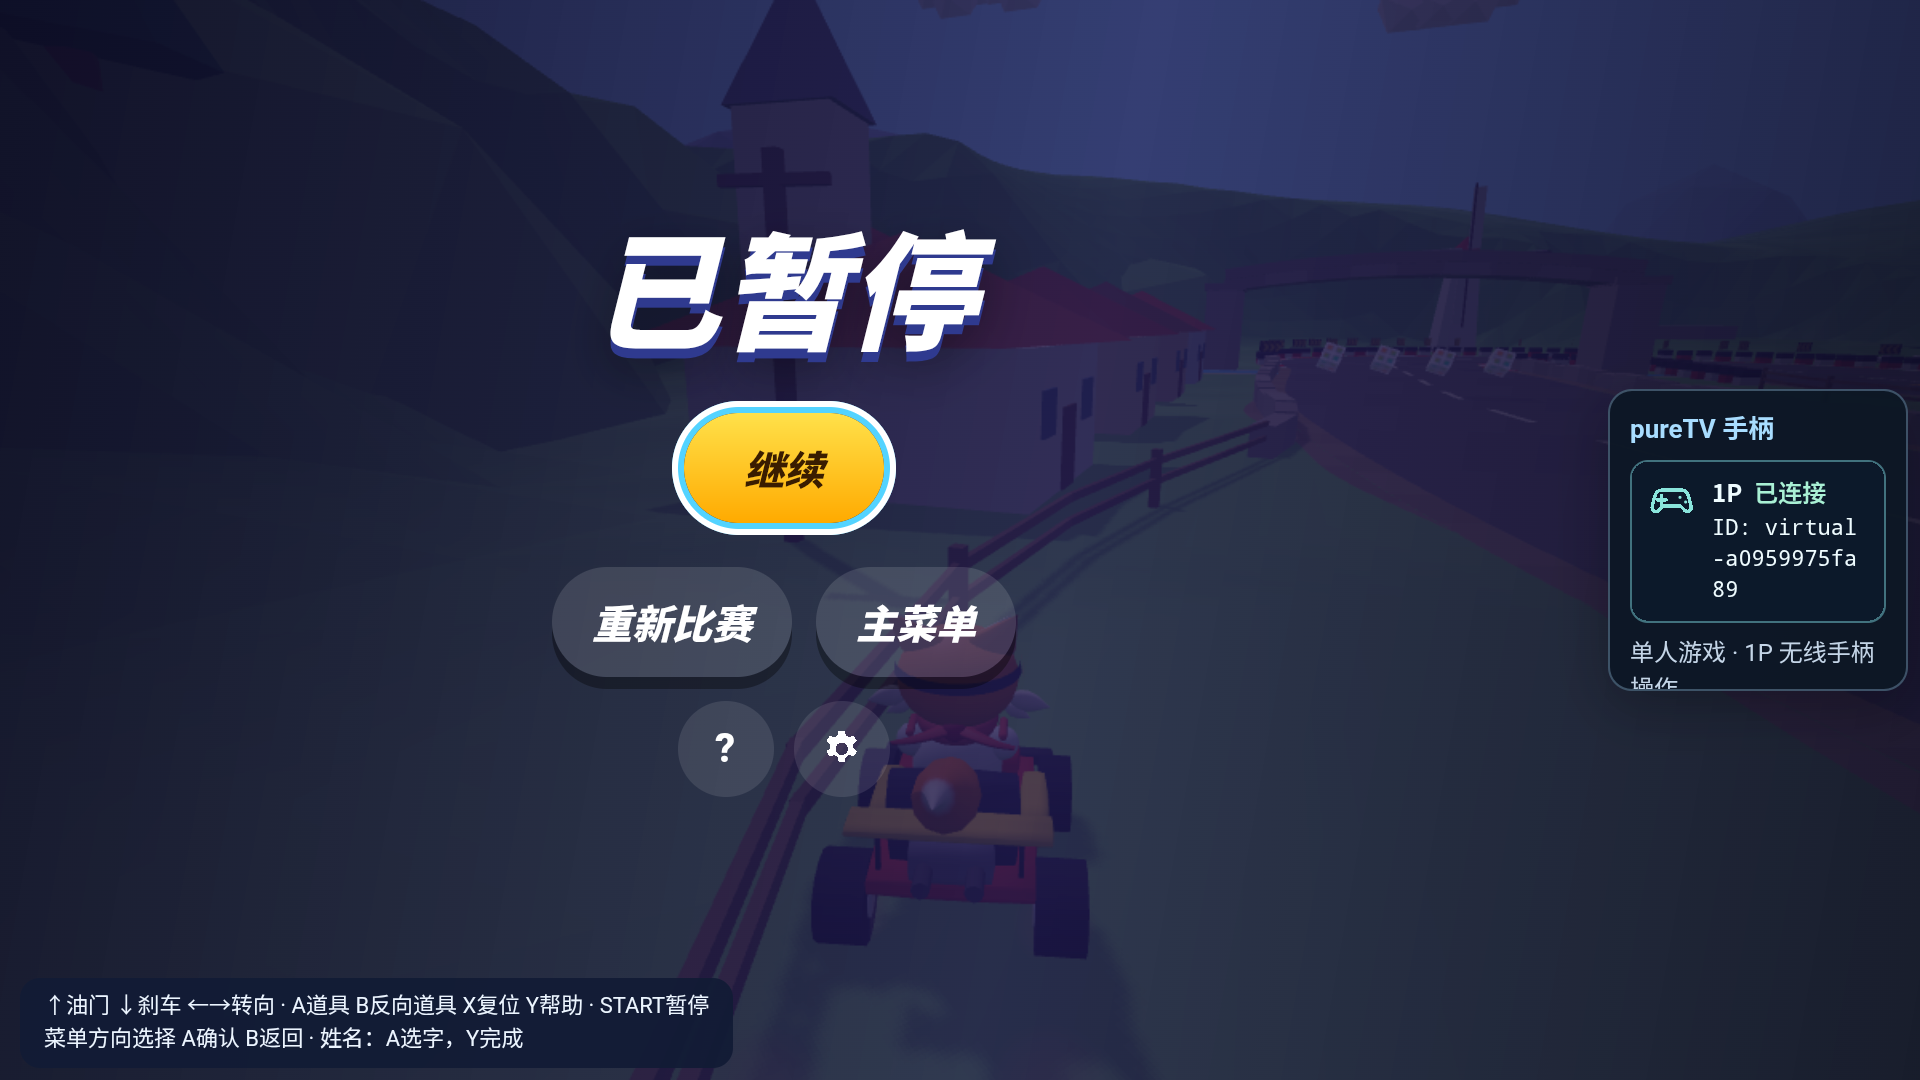 已暂停
继续
重新比赛
主菜单
?
pureTV 手柄
1P 已连接
ID: virtual
-a0959975fa
89
单人游戏 · 1P 无线手柄
操作
↑油门 ↓刹车 ←→转向 · A道具 B反向道具 X复位 Y帮助 · START暂停
菜单方向选择 A确认 B返回 · 姓名：A选字，Y完成